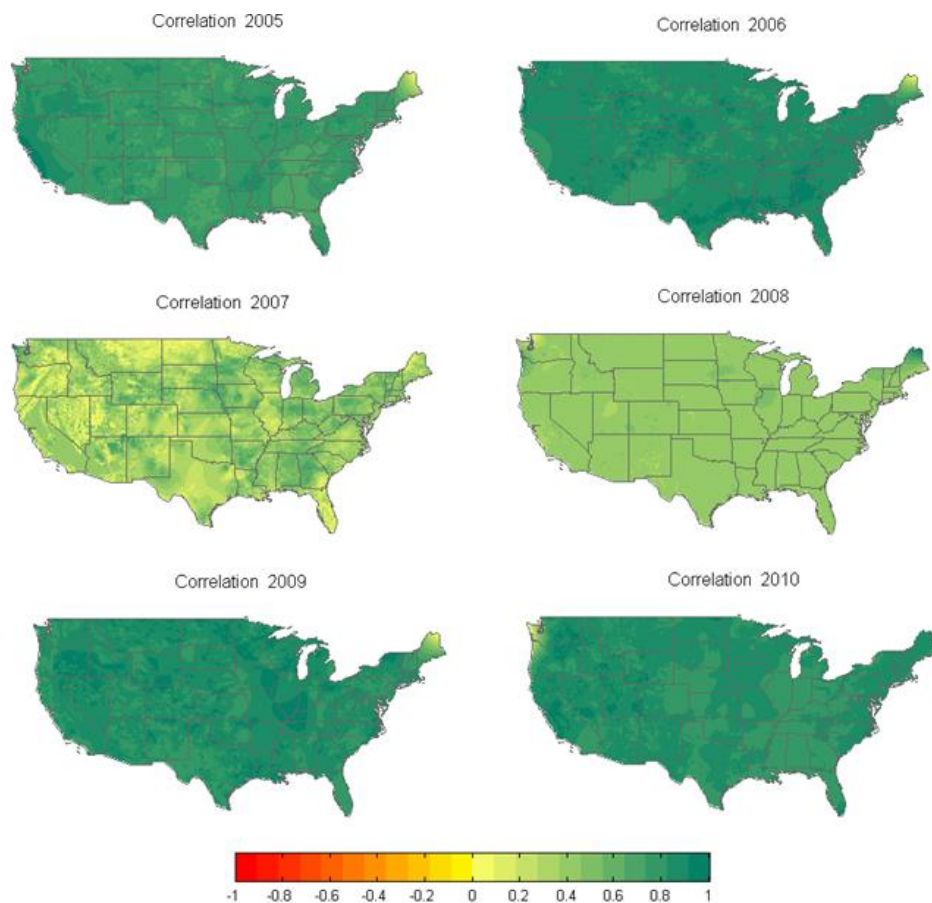 Correlation 2005
Correlation 2006
Correlation 2007
Correlation 2008
Correlation 2009
Correlation 2010
-1 -0.8 -0.6 -0.4 -0.2 0 0.2 0.4 0.6 0.8 1